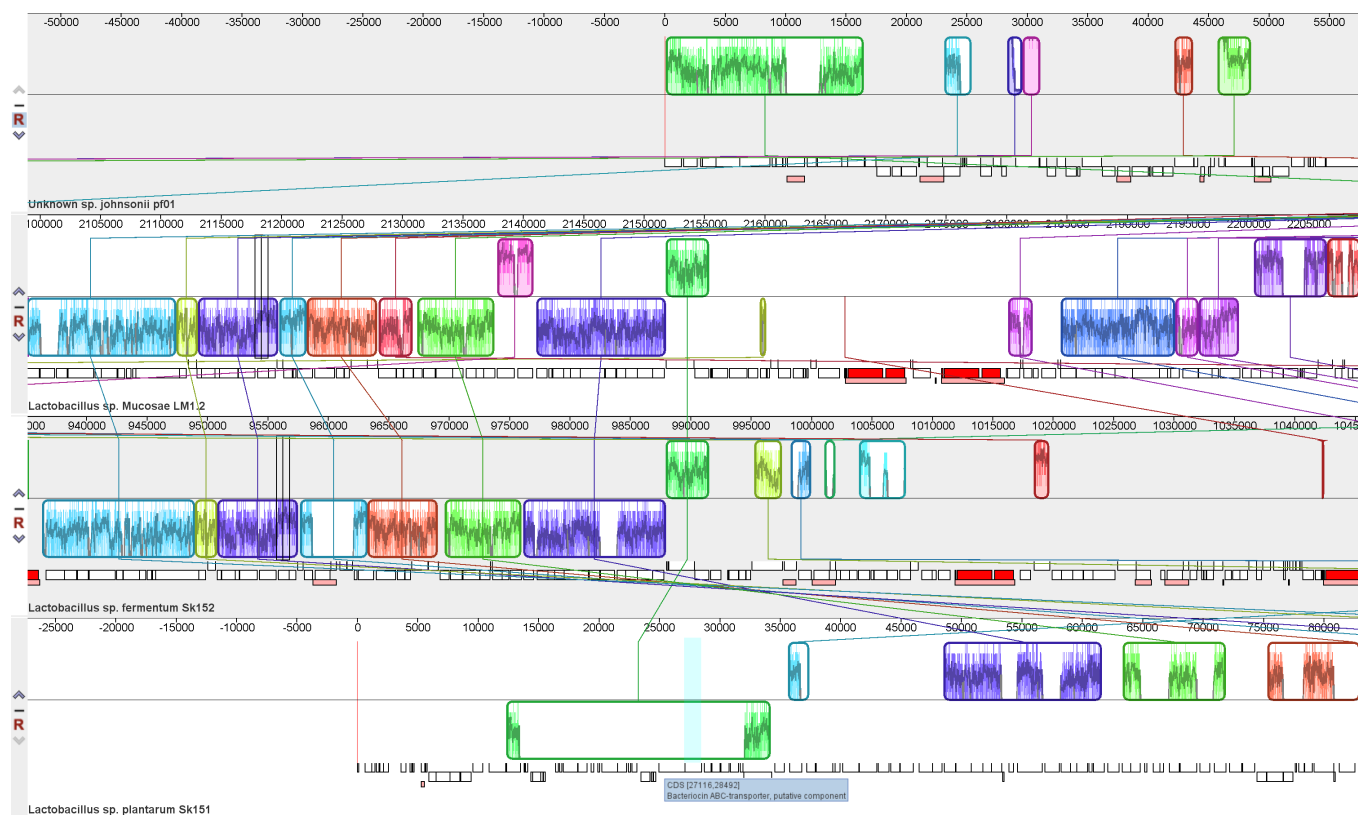 -50000 -45000 -40000 -35000 -30000 -25000 -20000 -15000 -10000 -5000 0 5000 10000 15000 20000 25000 30000 35000 40000 45000 50000 55000
R
Unknown sp. johnsonii pf01
100000 2105000 2110000 2115000 2120000 2125000 2130000 2135000 2140000 2145000 2150000 2155000 2160000 2165000 2170000 2175000 2195000 2200000 2205000
R
Lactobacillus sp. Mucosae LM1.2
000 940000 945000 950000 955000 960000 965000 970000 975000 980000 985000 990000 995000 1000000 1005000 1010000 1015000 1020000 1025000 1030000 1035000 1040000 1045
R
Lactobacillus sp. fermentum Sk152
-25000 -20000 -15000 -10000 -5000 0 5000 10000 15000 20000 25000 30000 35000 40000 45000 50000 55000 60000 65000 70000 75000 80000
R
CDS [27116,28492]
Bacteriocin ABC-transporter, putative component
Lactobacillus sp. plantarum Sk151